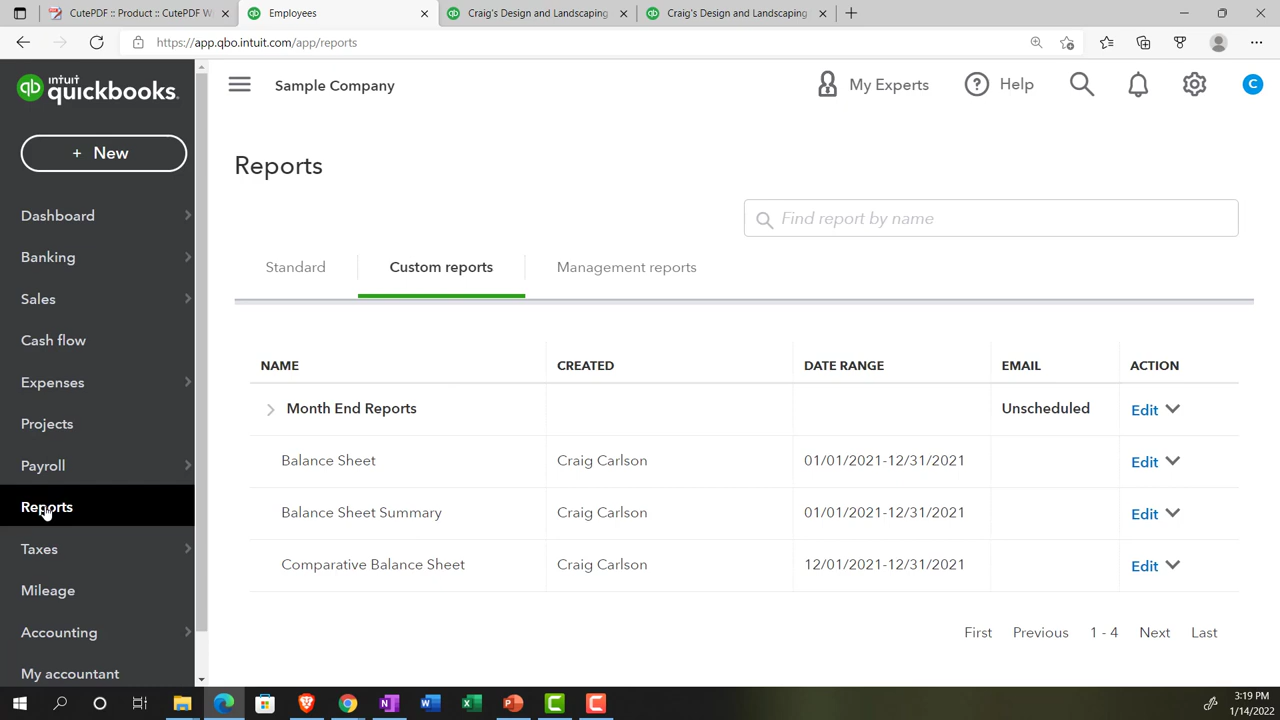 CutePDF :: Product :: CutePDF W
Employees
Craig's Design and Landscaping
Craig's Design and Landscaping
https://app.qbo.intuit.com/app/reports
qb intuit quickbooks.
Sample Company
My Experts
Help
C
+ New
Reports
Find report by name
Dashboard
Banking
Sales
Cash flow
Expenses
Projects
Payroll
Reports
Taxes
Mileage
Accounting
My accountant
Standard
Custom reports
Management reports
NAME CREATED DATE RANGE EMAIL ACTION
Month End Reports Unscheduled Edit
Balance Sheet Craig Carlson 01/01/2021-12/31/2021 Edit
Balance Sheet Summary Craig Carlson 01/01/2021-12/31/2021 Edit
Comparative Balance Sheet Craig Carlson 12/01/2021-12/31/2021 Edit
First Previous 1 - 4 Next Last
3:19 PM
1/14/2022